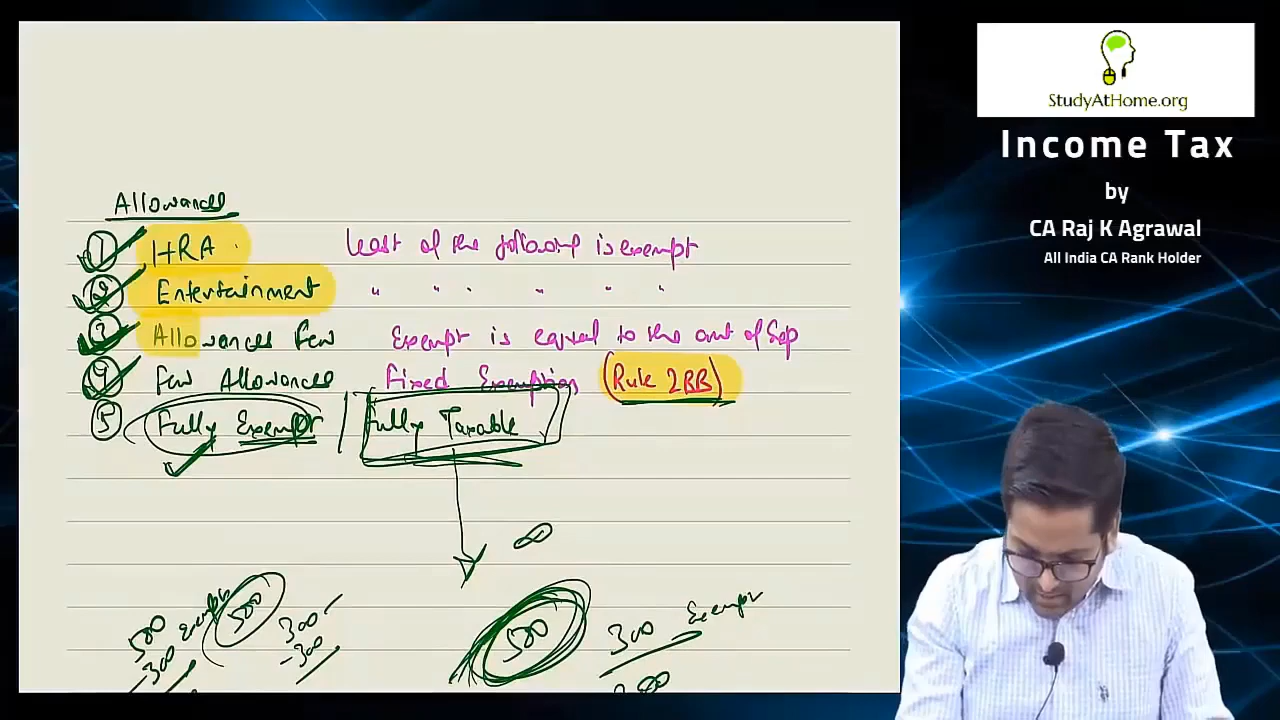 Allowances
① HRA Least of the following is exempt
② Entertainment " " " " " "
③ Allowances Few Exempt is equal to the amt of Exp
④ Few Allowances Fixed Exemption (Rule 2BB)
⑤ Fully Exempt | Fully Taxable
∞
500 Exempt 500 300
-300 -300
500 300 Exempt
200
StudyAtHome.org
Income Tax
by
CA Raj K Agrawal
All India CA Rank Holder